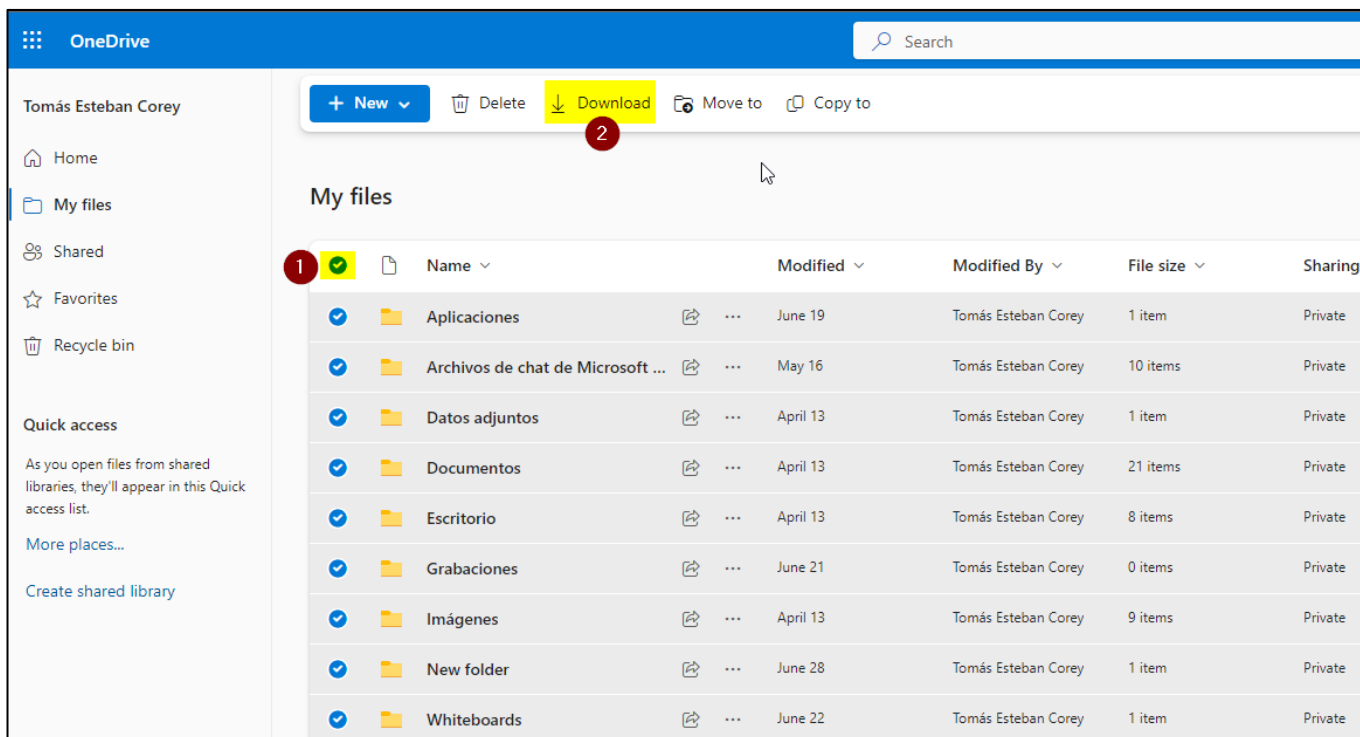 OneDrive
Search
Tomás Esteban Corey
Home
My files
Shared
Favorites
Recycle bin
Quick access
As you open files from shared
libraries, they'll appear in this Quick
access list.
More places...
Create shared library
+ New Delete Download Move to Copy to
2
My files
1 Name Modified Modified By File size Sharing
Aplicaciones ... June 19 Tomás Esteban Corey 1 item Private
Archivos de chat de Microsoft ... ... May 16 Tomás Esteban Corey 10 items Private
Datos adjuntos ... April 13 Tomás Esteban Corey 1 item Private
Documentos ... April 13 Tomás Esteban Corey 21 items Private
Escritorio ... April 13 Tomás Esteban Corey 8 items Private
Grabaciones ... June 21 Tomás Esteban Corey 0 items Private
Imágenes ... April 13 Tomás Esteban Corey 9 items Private
New folder ... June 28 Tomás Esteban Corey 1 item Private
Whiteboards ... June 22 Tomás Esteban Corey 1 item Private